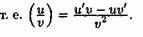 т. е. (u/v) = (u'v − uv')/v².